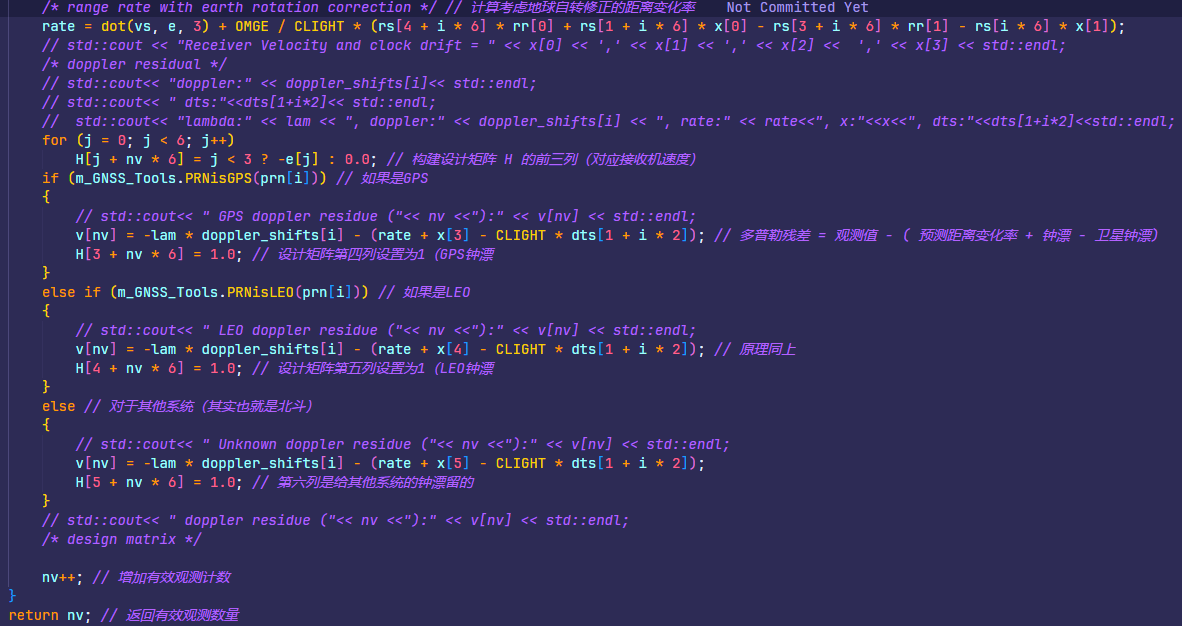 /* range rate with earth rotation correction */ // 计算考虑地球自转修正的距离变化率    Not Committed Yet
rate = dot(vs, e, 3) + OMGE / CLIGHT * (rs[4 + i * 6] * rr[0] + rs[1 + i * 6] * x[0] - rs[3 + i * 6] * rr[1] - rs[i * 6] * x[1]);
// std::cout << "Receiver Velocity and clock drift = " << x[0] << ',' << x[1] << ',' << x[2] <<  ',' << x[3] << std::endl;
/* doppler residual */
// std::cout<< "doppler:" << doppler_shifts[i]<< std::endl;
// std::cout<< " dts:"<<dts[1+i*2]<< std::endl;
//  std::cout<< "lambda:" << lam << ", doppler:" << doppler_shifts[i] << ", rate:" << rate<<", x:"<<x<<", dts:"<<dts[1+i*2]<<std::endl;
for (j = 0; j < 6; j++)
    H[j + nv * 6] = j < 3 ? -e[j] : 0.0; // 构建设计矩阵 H 的前三列（对应接收机速度）
if (m_GNSS_Tools.PRNisGPS(prn[i])) // 如果是GPS
{
    // std::cout<< " GPS doppler residue ("<< nv <<"):" << v[nv] << std::endl;
    v[nv] = -lam * doppler_shifts[i] - (rate + x[3] - CLIGHT * dts[1 + i * 2]); // 多普勒残差 = 观测值 - ( 预测距离变化率 + 钟漂 - 卫星钟漂）
    H[3 + nv * 6] = 1.0; // 设计矩阵第四列设置为1（GPS钟漂
}
else if (m_GNSS_Tools.PRNisLEO(prn[i])) // 如果是LEO
{
    // std::cout<< " LEO doppler residue ("<< nv <<"):" << v[nv] << std::endl;
    v[nv] = -lam * doppler_shifts[i] - (rate + x[4] - CLIGHT * dts[1 + i * 2]); // 原理同上
    H[4 + nv * 6] = 1.0; // 设计矩阵第五列设置为1（LEO钟漂
}
else // 对于其他系统（其实也就是北斗）
{
    // std::cout<< " Unknown doppler residue ("<< nv <<"):" << v[nv] << std::endl;
    v[nv] = -lam * doppler_shifts[i] - (rate + x[5] - CLIGHT * dts[1 + i * 2]);
    H[5 + nv * 6] = 1.0; // 第六列是给其他系统的钟漂留的
}
// std::cout<< " doppler residue ("<< nv <<"):" << v[nv] << std::endl;
/* design matrix */
nv++; // 增加有效观测计数
}
return nv; // 返回有效观测数量